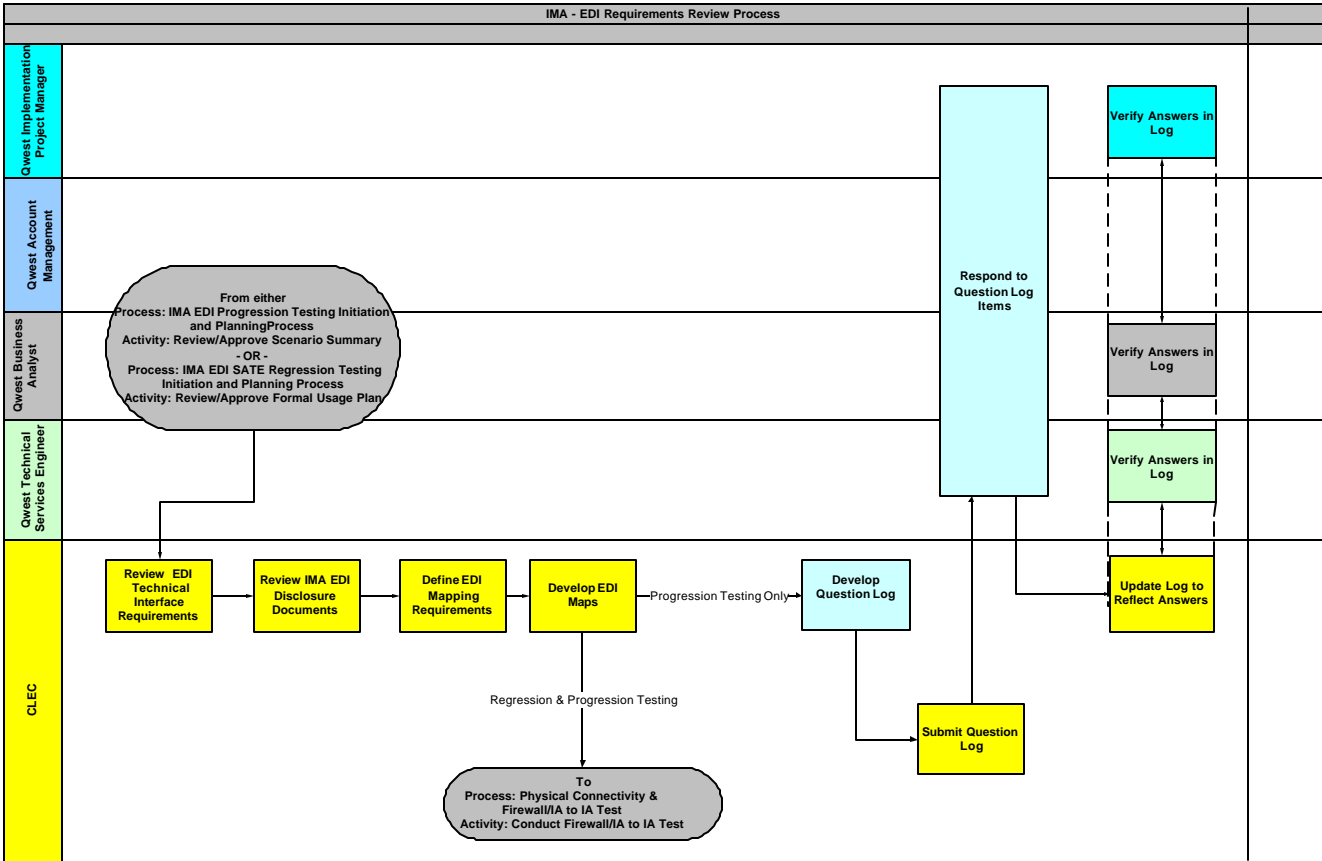 IMA - EDI Requirements Review Process
Qwest Implementation
Project Manager
Verify Answers in
Log
Qwest Account
Management
Respond to
Question Log
Items
From either
Process: IMA EDI Progression Testing Initiation
and PlanningProcess
Activity: Review/Approve Scenario Summary
- OR -
Process: IMA EDI SATE Regression Testing
Initiation and Planning Process
Activity: Review/Approve Formal Usage Plan
Qwest Business
Analyst
Verify Answers in
Log
Qwest Technical
Services Engineer
Verify Answers in
Log
CLEC
Review EDI
Technical
Interface
Requirements
Review IMA EDI
Disclosure
Documents
Define EDI
Mapping
Requirements
Develop EDI
Maps
Progression Testing Only
Develop
Question Log
Update Log to
Reflect Answers
Regression & Progression Testing
Submit Question
Log
To
Process: Physical Connectivity &
Firewall/IA to IA Test
Activity: Conduct Firewall/IA to IA Test